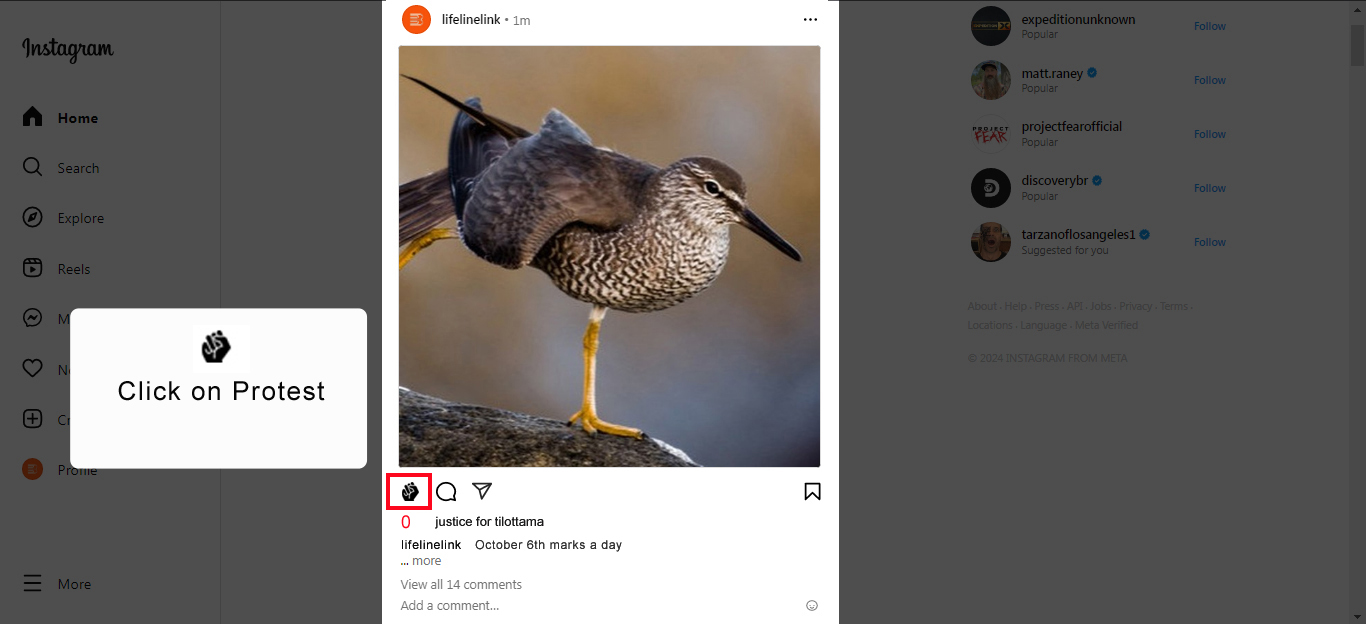 Instagram
Home
Search
Explore
Reels
M
N
Cr
Profile
More
Click on Protest
lifelinelink • 1m
0 justice for tilottama
lifelinelink October 6th marks a day
... more
View all 14 comments
Add a comment...
expeditionunknown
Popular
Follow
matt.raney
Popular
Follow
PROJECT
FEAR
projectfearofficial
Popular
Follow
discoverybr
Popular
Follow
tarzanoflosangeles1
Suggested for you
Follow
About · Help · Press · API · Jobs · Privacy · Terms ·
Locations · Language · Meta Verified
© 2024 INSTAGRAM FROM META